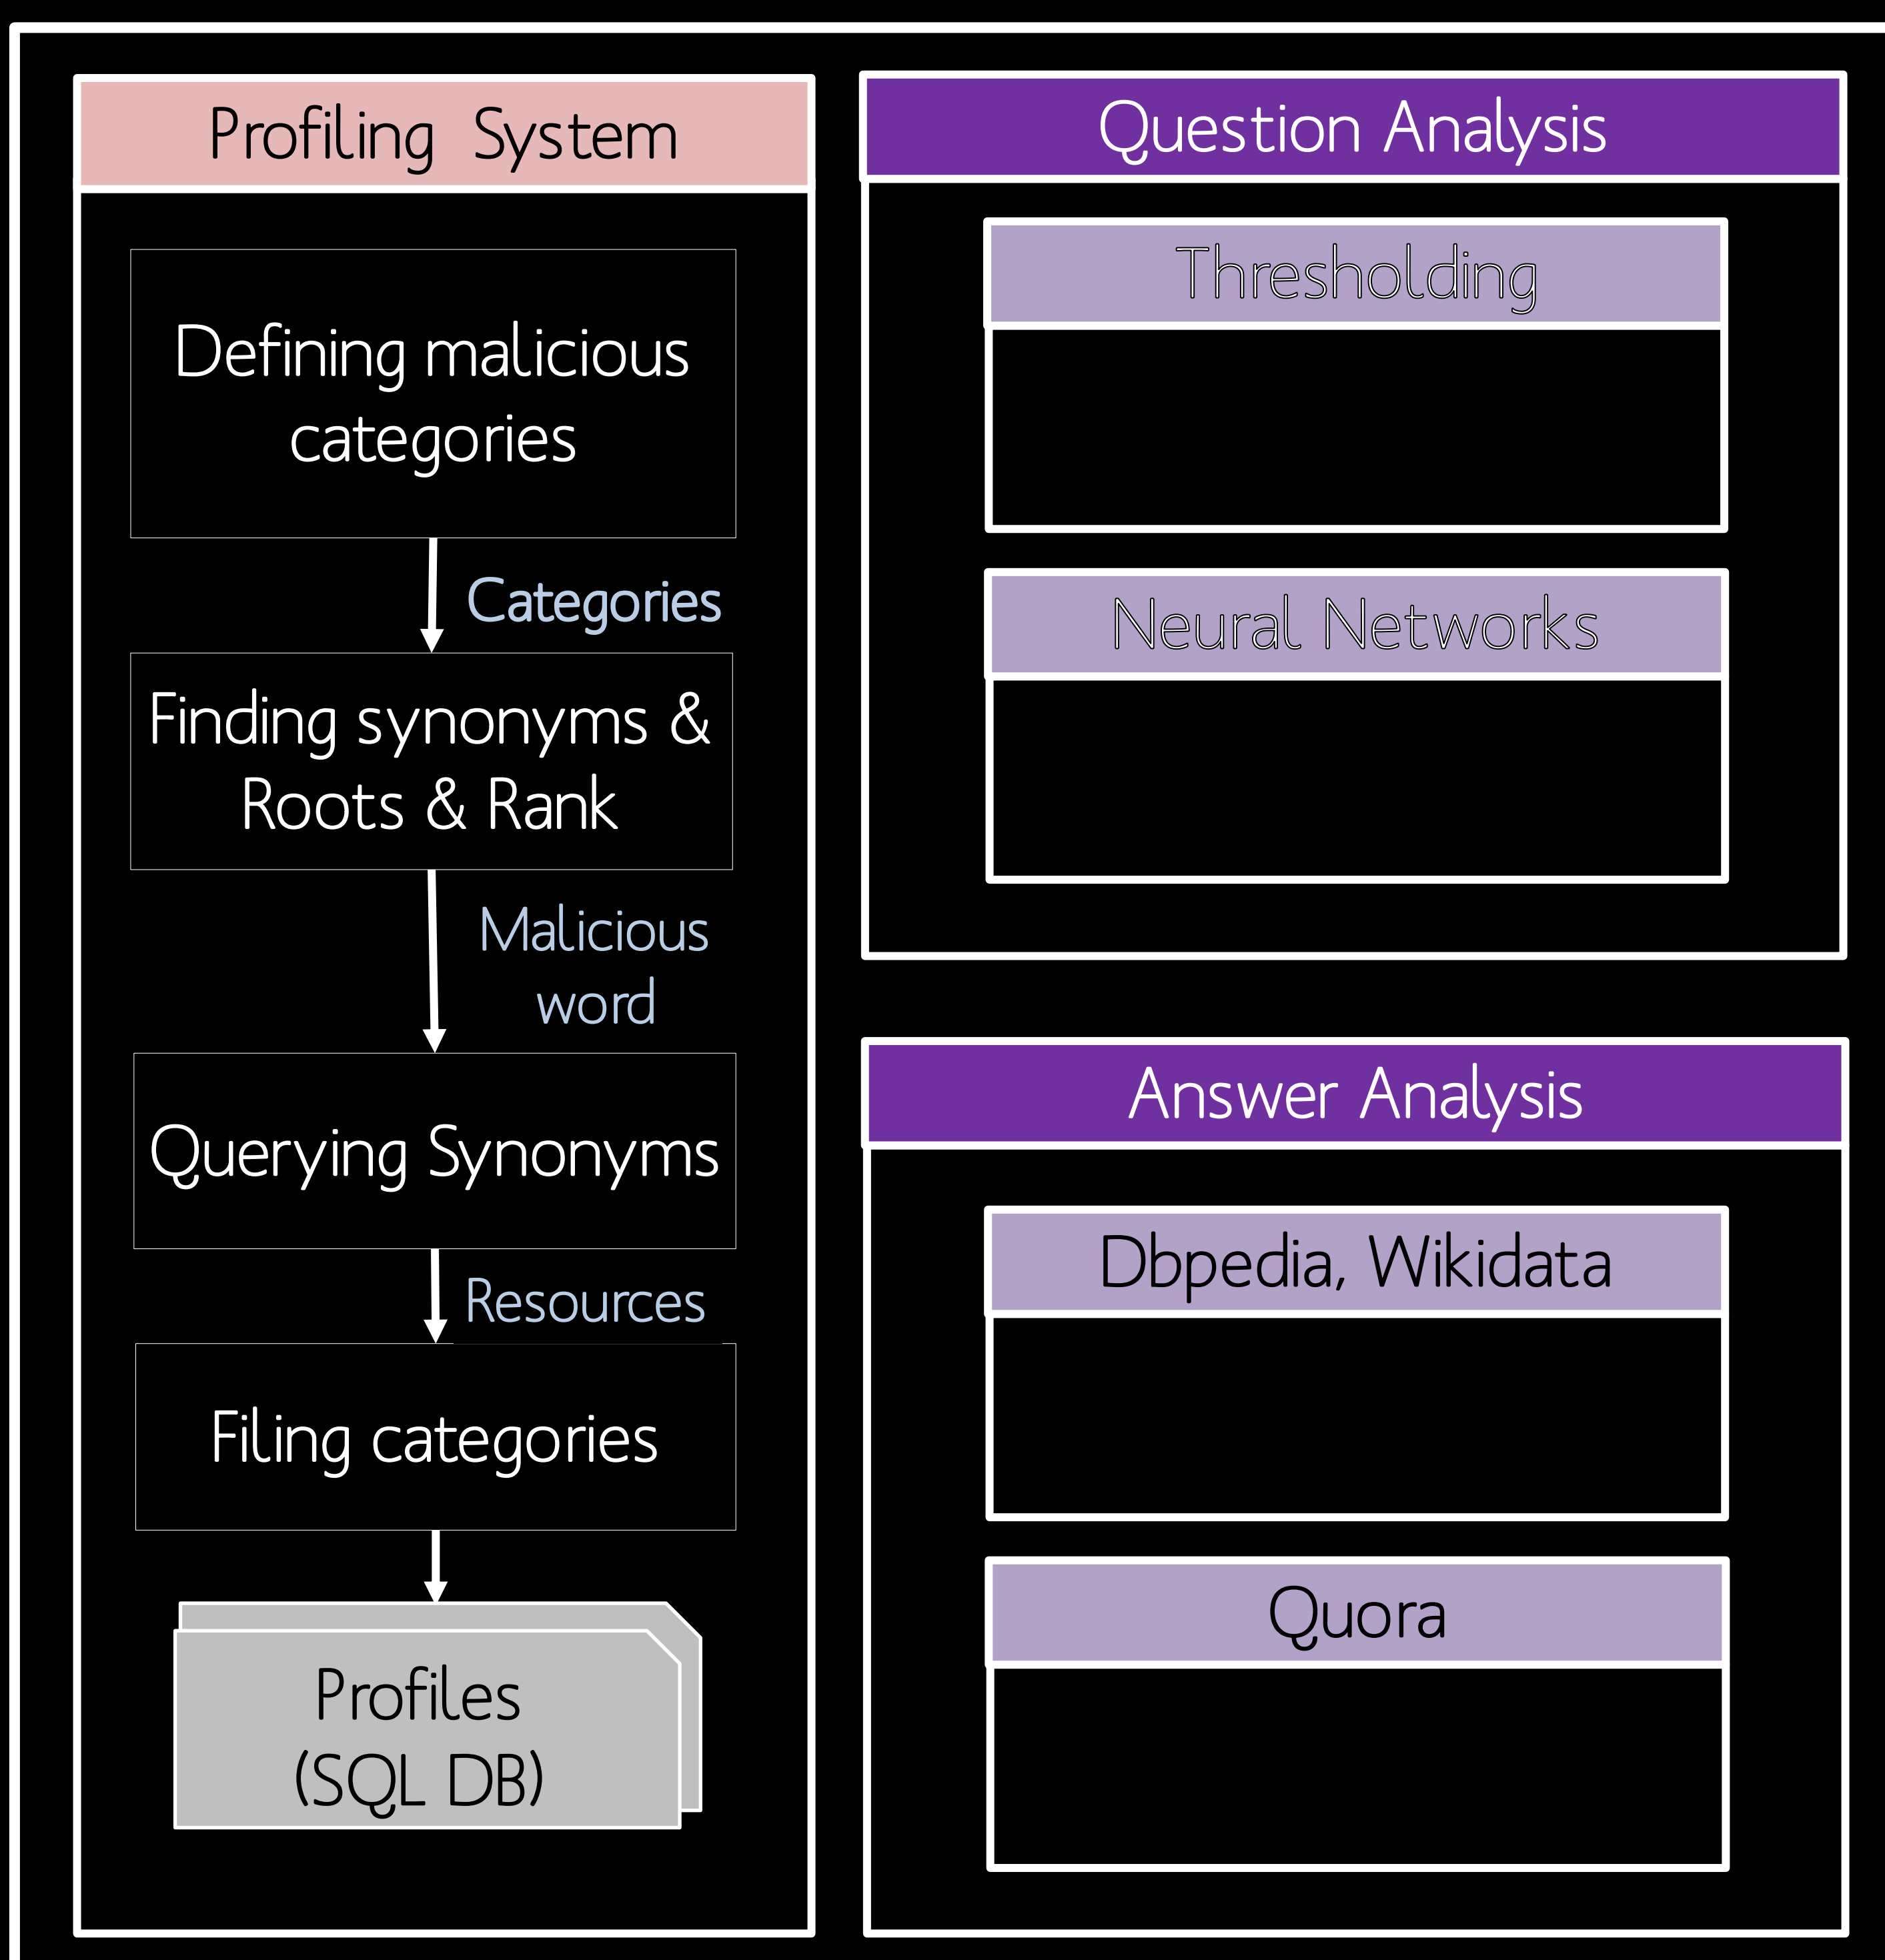 Profiling System
Defining malicious
categories
Categories
Finding synonyms &
Roots & Rank
Malicious
word
Querying Synonyms
Resources
Filing categories
Profiles
(SQL DB)
Question Analysis
Thresholding
Neural Networks
Answer Analysis
Dbpedia, Wikidata
Quora